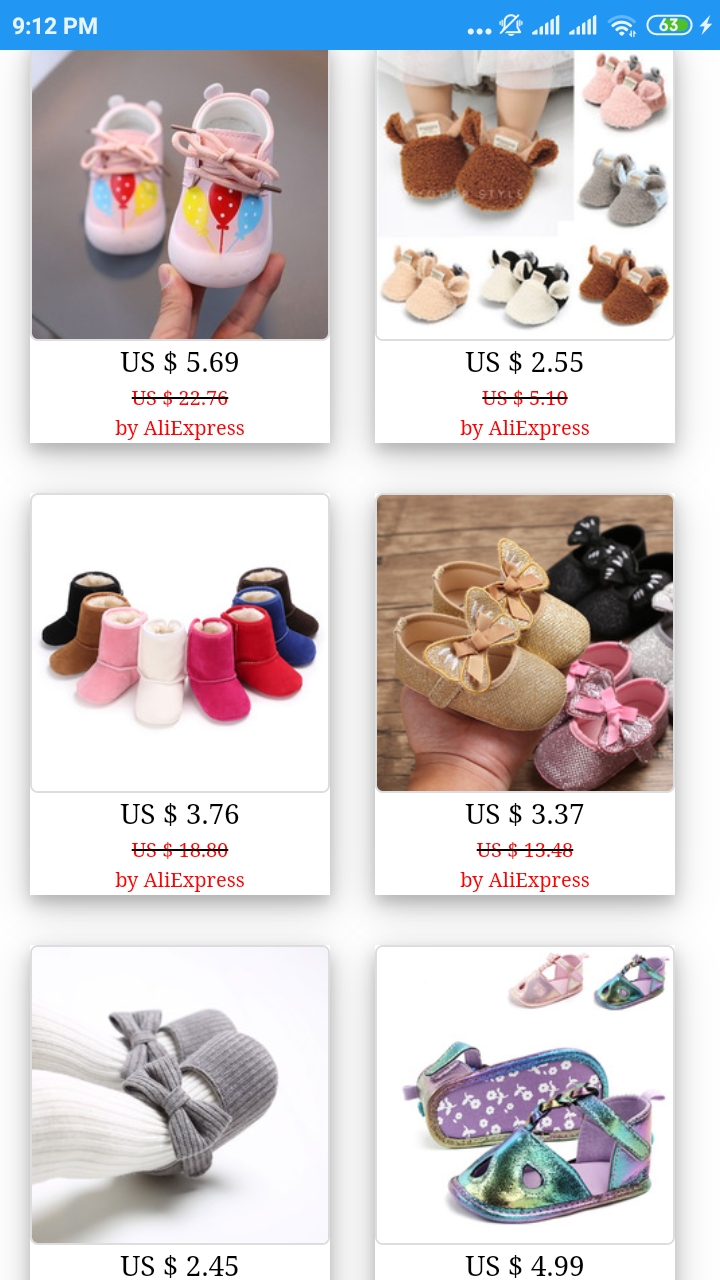 9:12 PM
63
US $ 5.69
US $ 22.76
by AliExpress
US $ 2.55
US $ 5.10
by AliExpress
US $ 3.76
US $ 18.80
by AliExpress
US $ 3.37
US $ 13.48
by AliExpress
US $ 2.45
US $ 4.99